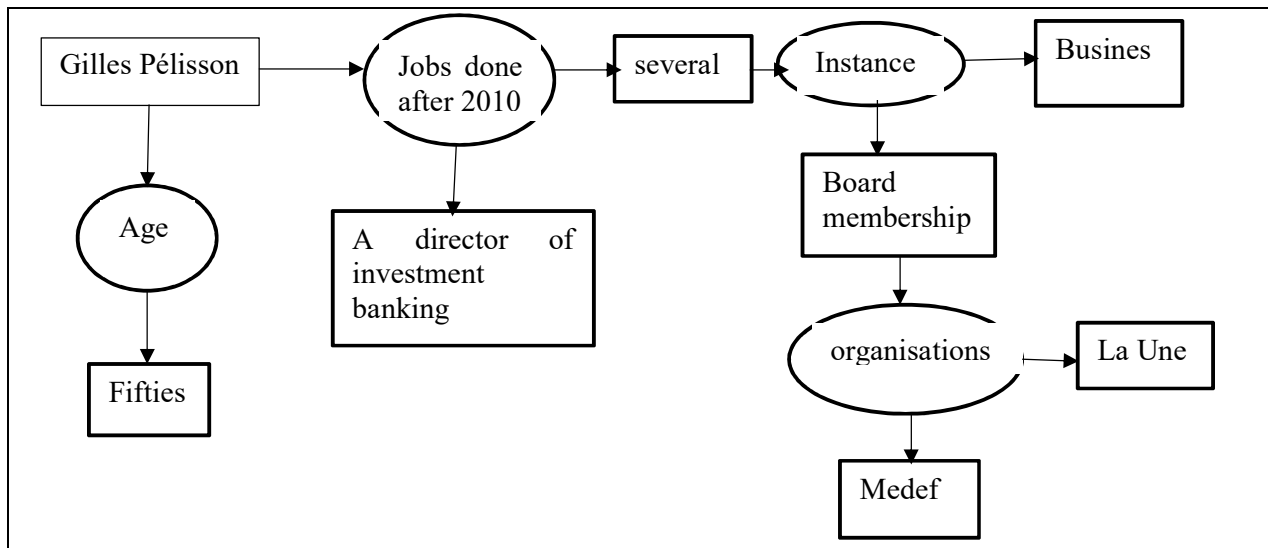 Gilles Pélisson
Jobs done
after 2010
several
Instance
Busines
Board
membership
Age
A director of
investment
banking
organisations
La Une
Fifties
Medef